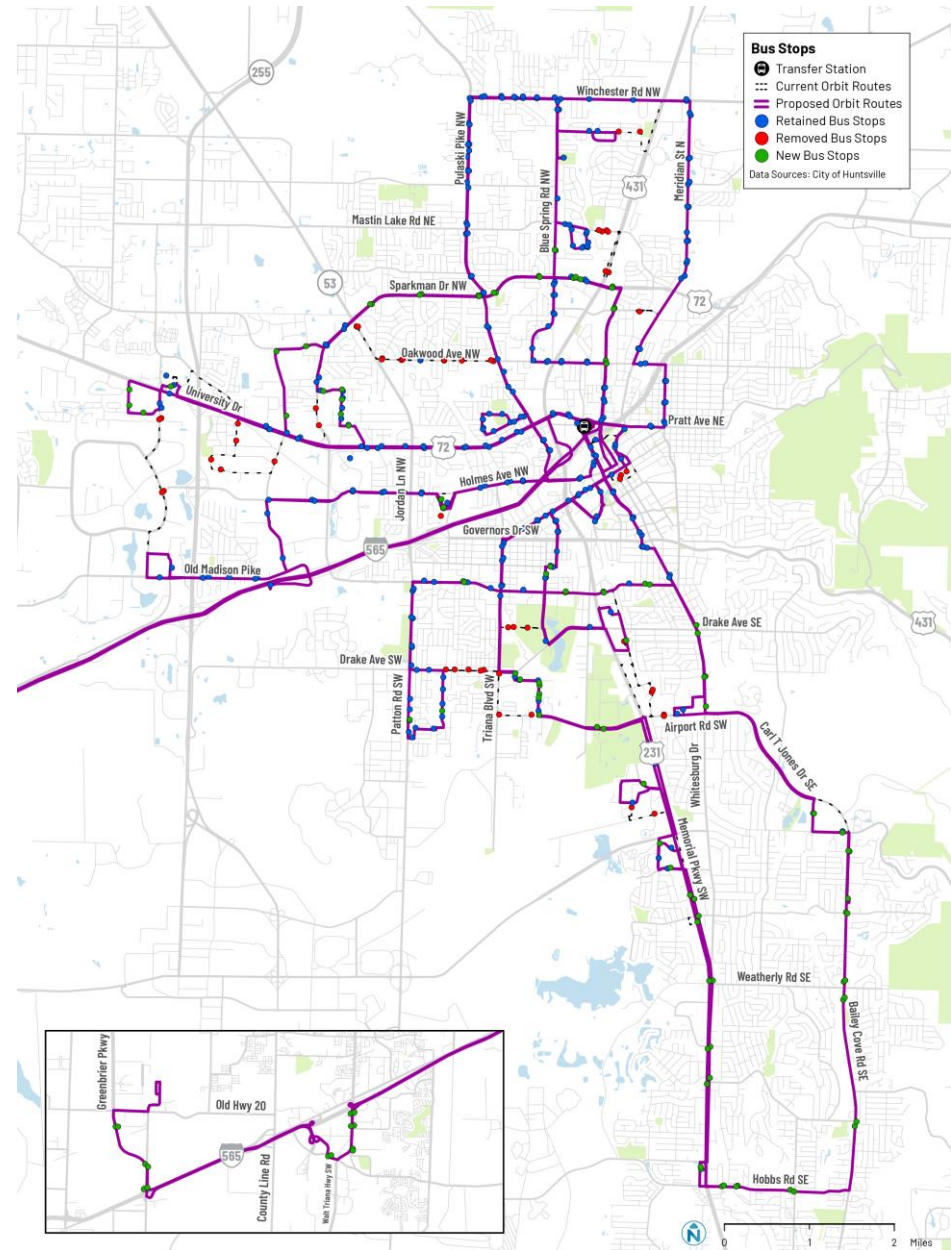 Bus Stops
Transfer Station
Current Orbit Routes
Proposed Orbit Routes
Retained Bus Stops
Removed Bus Stops
New Bus Stops
Data Sources: City of Huntsville
255
Winchester Rd NW
Pulaski Pike NW
Blue Spring Rd NW
Meridian St N
431
Mastin Lake Rd NE
53
Sparkman Dr NW
72
Oakwood Ave NW
University Dr
Pratt Ave NE
72
Jordan Ln NW
Holmes Ave NW
Governors Dr SW
565
Old Madison Pike
431
Drake Ave SE
Drake Ave SW
Patton Rd SW
Triana Blvd SW
Airport Rd SW
Carl T Jones Dr SE
231
Whitesburg Dr
Memorial Pkwy SW
Weatherly Rd SE
Bailey Cove Rd SE
Greenbrier Pkwy
Old Hwy 20
565
County Line Rd
Wall Triana Hwy SW
Hobbs Rd SE
N
0 1 2 Miles